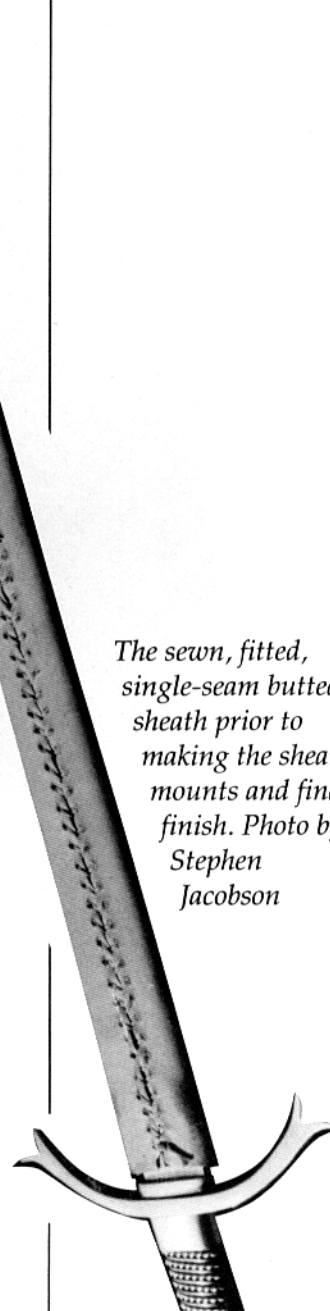 The sewn, fitted,
single-seam butted
sheath prior to
making the shea
mounts and fina
finish. Photo by
Stephen
Jacobson